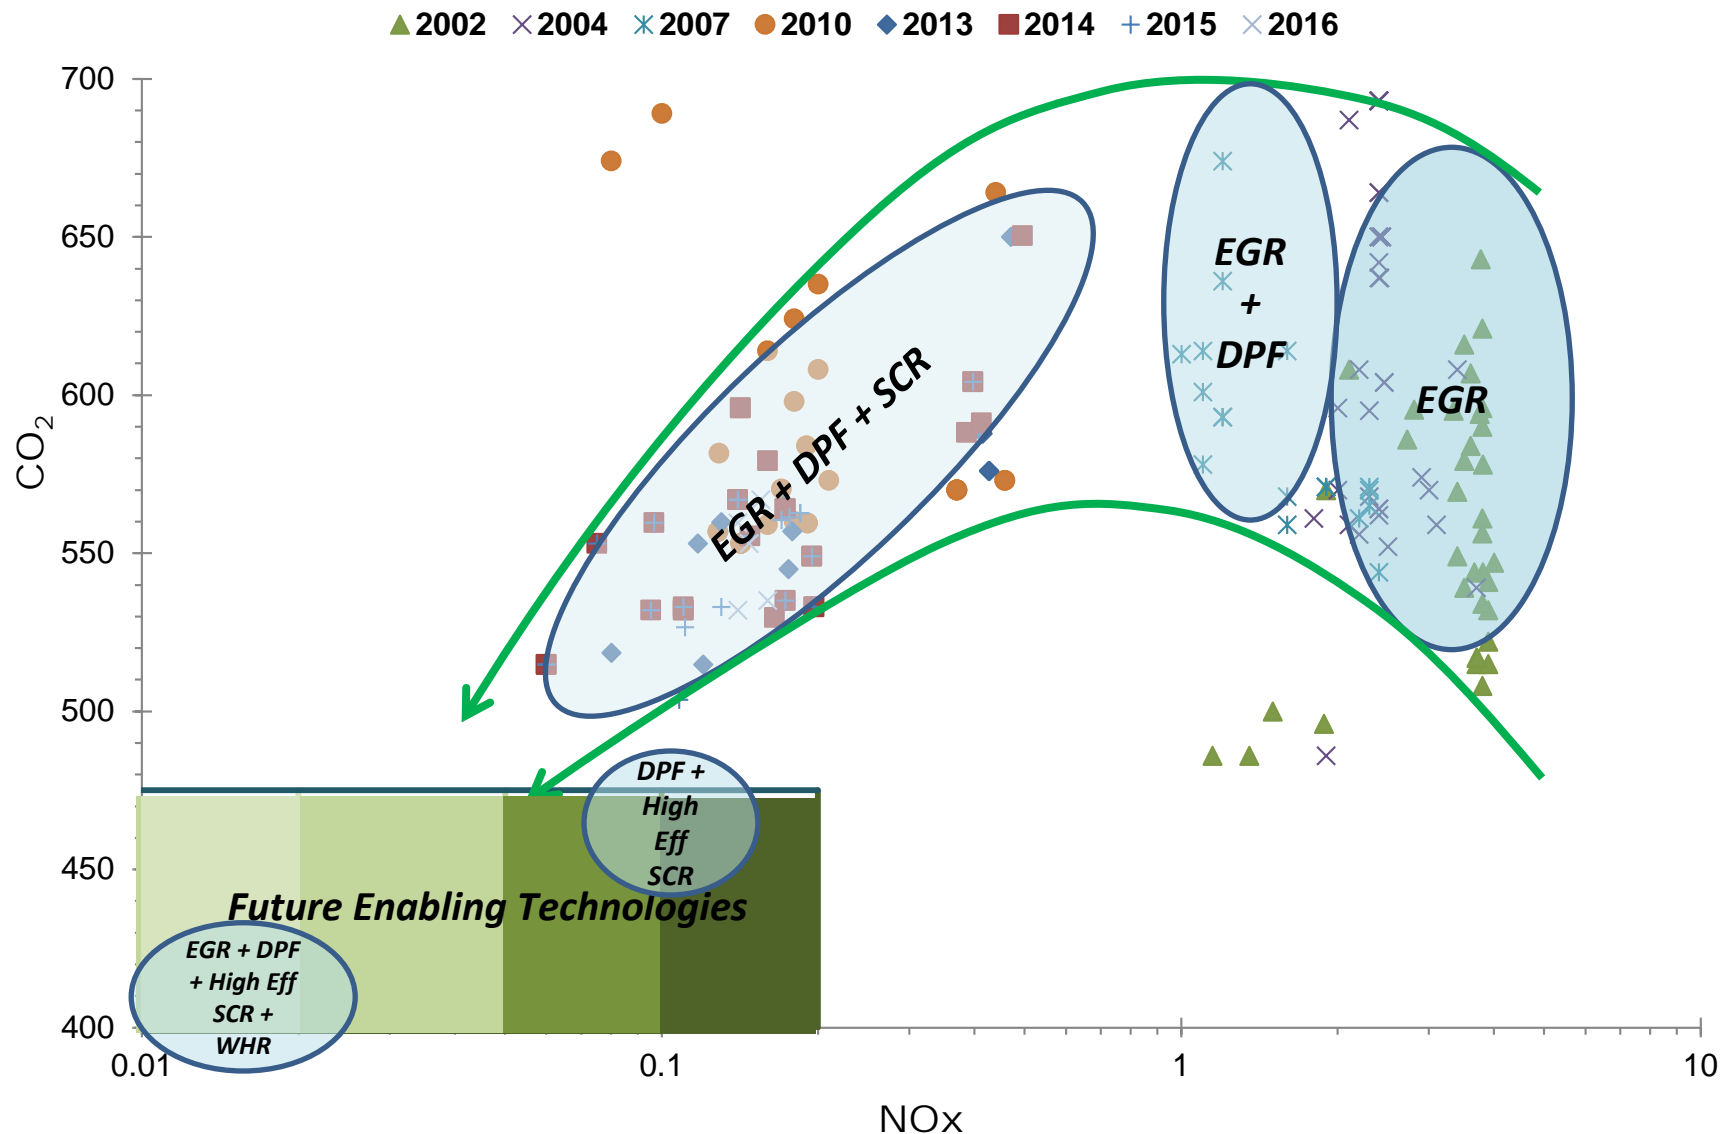 2002 2004 2007 2010 2013 2014 2015 2016
700
650
600
550
500
450
400
CO₂
EGR + DPF + SCR
EGR
+
DPF
EGR
DPF +
High
Eff
SCR
Future Enabling Technologies
EGR + DPF
+ High Eff
SCR +
WHR
0.01 0.1 1 10
NOx